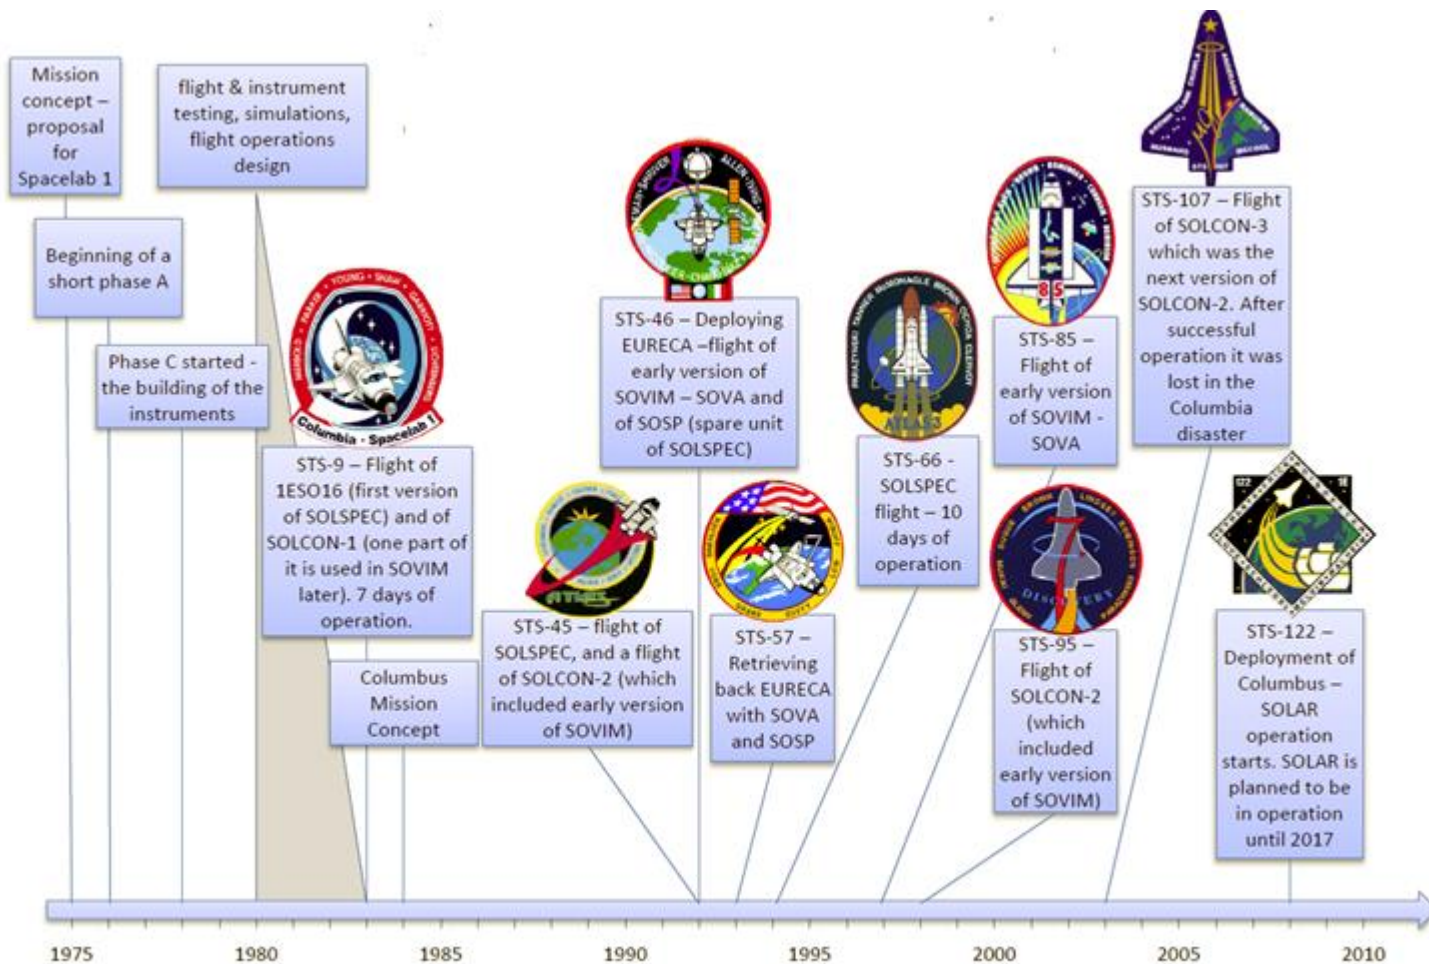 Mission
concept –
proposal
for
Spacelab 1
flight & instrument
testing, simulations,
flight operations
design
Beginning of a
short phase A
Phase C started -
the building of the
instruments
Columbia · Spacelab 1
STS-9 – Flight of
1ESO16 (first version
of SOLSPEC) and of
SOLCON-1 (one part of
it is used in SOVIM
later). 7 days of
operation.
Columbus
Mission
Concept
STS-45 – flight of
SOLSPEC, and a flight
of SOLCON-2 (which
included early version
of SOVIM)
STS-46 – Deploying
EURECA –flight of
early version of
SOVIM – SOVA and
of SOSP (spare unit
of SOLSPEC)
STS-57 –
Retrieving
back EURECA
with SOVA
and SOSP
ATLAS 3
STS-66 -
SOLSPEC
flight – 10
days of
operation
85
STS-85 –
Flight of
early version
of SOVIM -
SOVA
DISCOVERY
STS-95 –
Flight of
SOLCON-2
(which
included
early version
of SOVIM)
STS-107 – Flight
of SOLCON-3
which was the
next version of
SOLCON-2. After
successful
operation it was
lost in the
Columbia
disaster
122
1E
STS-122 –
Deployment of
Columbus –
SOLAR
operation
starts. SOLAR is
planned to be
in operation
until 2017
1975 1980 1985 1990 1995 2000 2005 2010